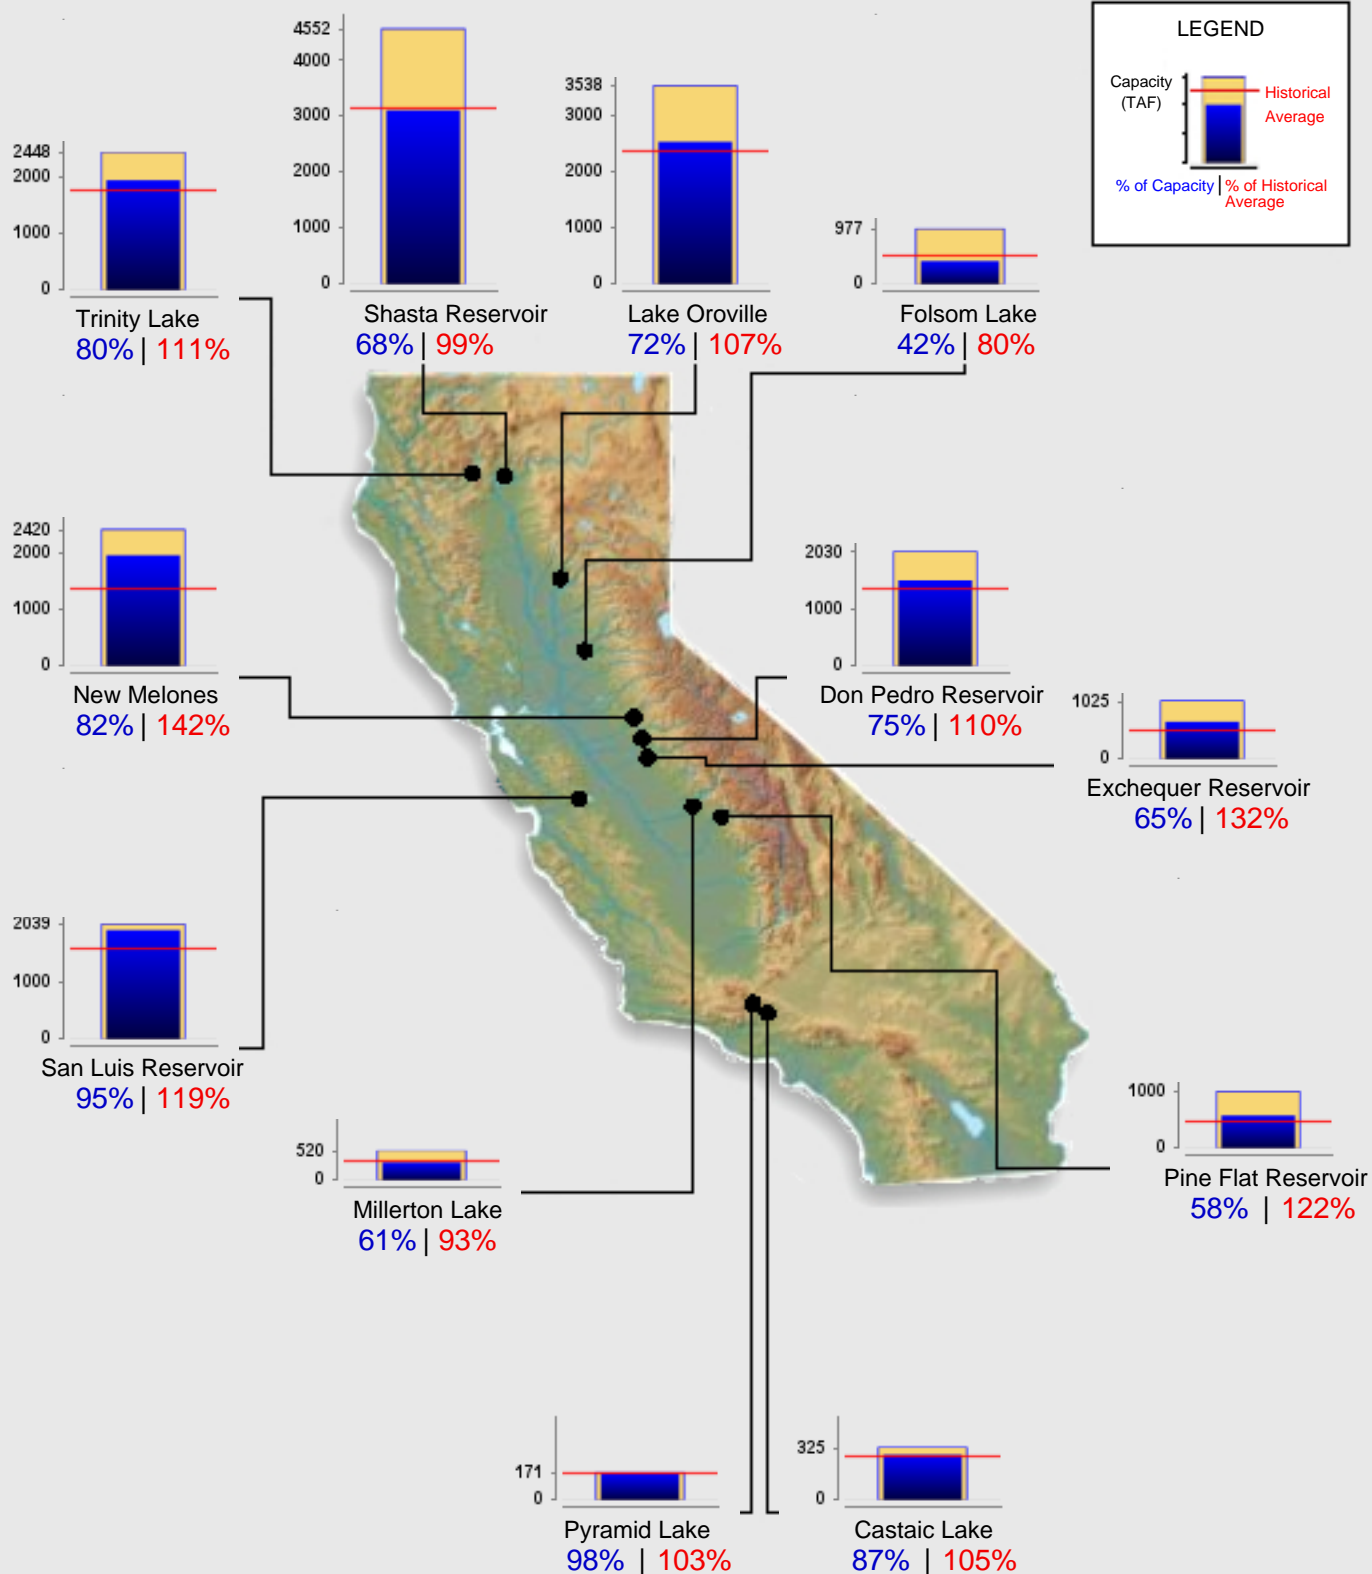 LEGEND
Capacity
(TAF)
Historical
Average
% of Capacity | % of Historical
Average
4552
4000
3000
2000
1000
0
Shasta Reservoir
68% | 99%
3538
3000
2000
1000
0
Lake Oroville
72% | 107%
2448
2000
1000
0
Trinity Lake
80% | 111%
977
0
Folsom Lake
42% | 80%
2420
2000
1000
0
New Melones
82% | 142%
2030
1000
0
Don Pedro Reservoir
75% | 110%
1025
0
Exchequer Reservoir
65% | 132%
2039
1000
0
San Luis Reservoir
95% | 119%
520
0
Millerton Lake
61% | 93%
1000
0
Pine Flat Reservoir
58% | 122%
171
0
Pyramid Lake
98% | 103%
325
0
Castaic Lake
87% | 105%